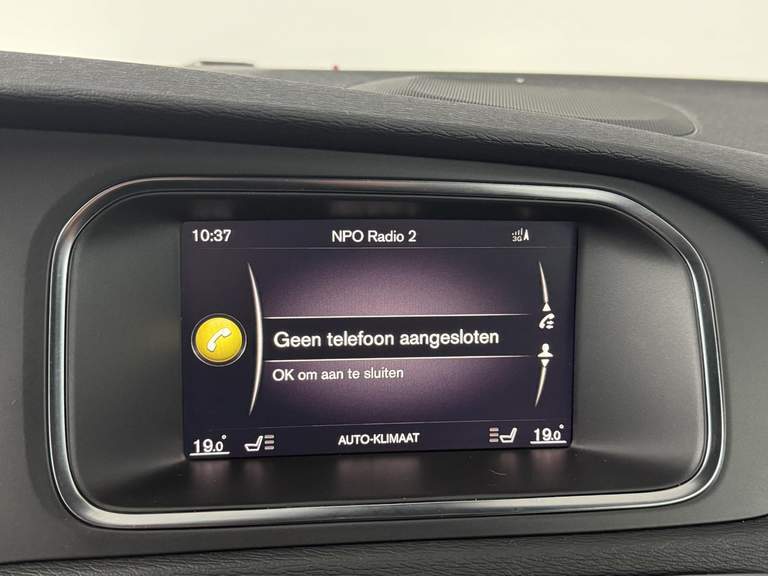 10:37 NPO Radio 2 3G
Geen telefoon aangesloten
OK om aan te sluiten
19.0° AUTO-KLIMAAT 19.0°